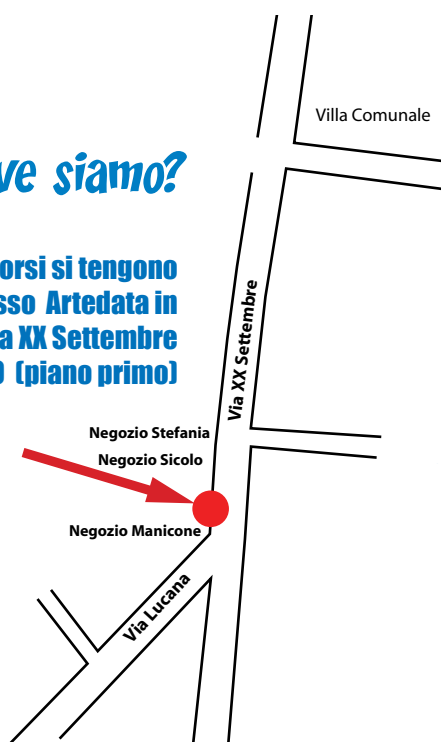 ve siamo?
orsi si tengono
sso Artedata in
a XX Settembre
(piano primo)
Villa Comunale
Via XX Settembre
Negozio Stefania
Negozio Sicolo
Negozio Manicone
Via Lucana